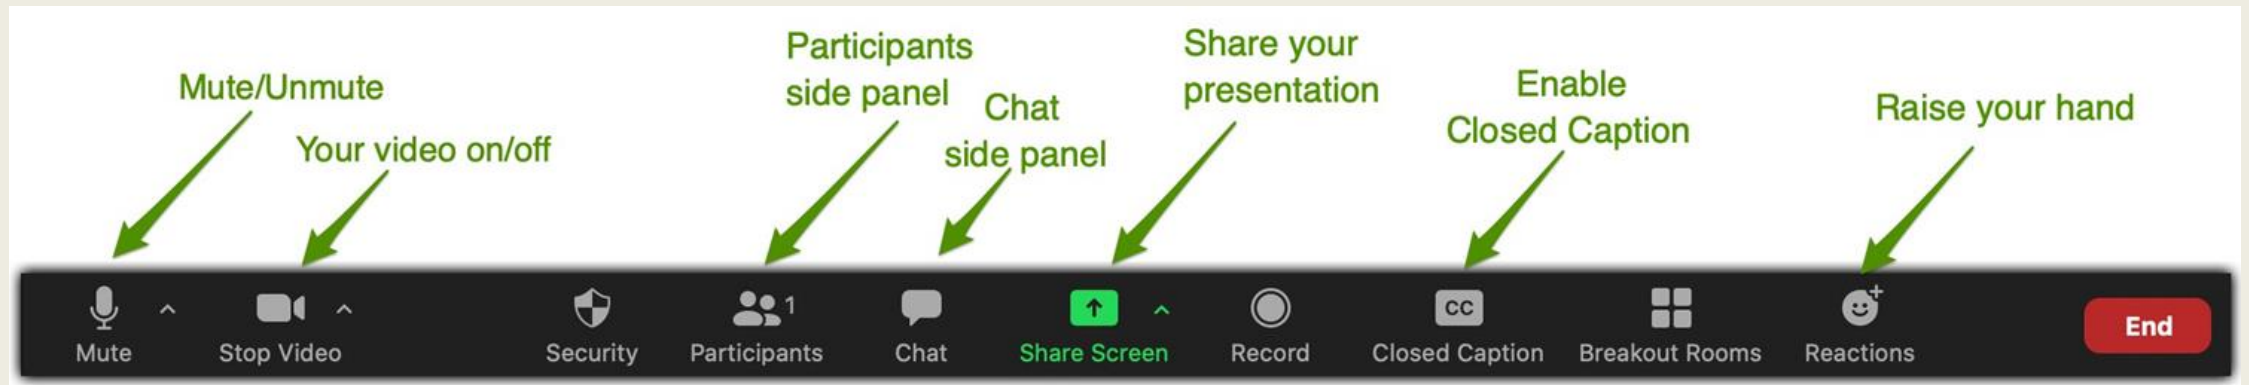 Mute/Unmute
Your video on/off
Participants
side panel
Chat
side panel
Share your
presentation
Enable
Closed Caption
Raise your hand
1
CC
Mute
Stop Video
Security
Participants
Chat
Share Screen
Record
Closed Caption
Breakout Rooms
Reactions
End